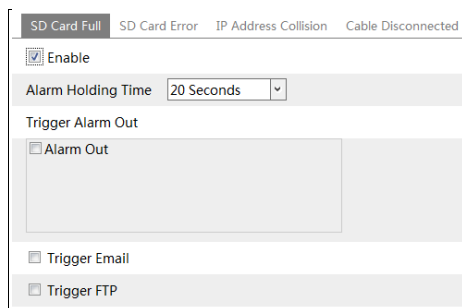 SD Card Full SD Card Error IP Address Collision Cable Disconnected
Enable
Alarm Holding Time 20 Seconds
Trigger Alarm Out
Alarm Out
Trigger Email
Trigger FTP